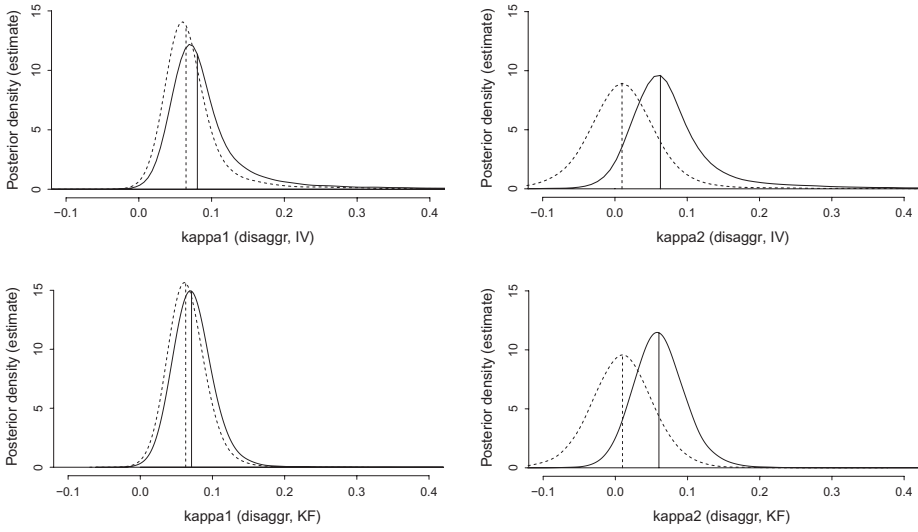 Posterior density (estimate)
15
10
5
0
-0.1 0.0 0.1 0.2 0.3 0.4
kappa1 (disaggr, IV)
Posterior density (estimate)
15
10
5
0
-0.1 0.0 0.1 0.2 0.3 0.4
kappa2 (disaggr, IV)
Posterior density (estimate)
15
10
5
0
-0.1 0.0 0.1 0.2 0.3 0.4
kappa1 (disaggr, KF)
Posterior density (estimate)
15
10
5
0
-0.1 0.0 0.1 0.2 0.3 0.4
kappa2 (disaggr, KF)